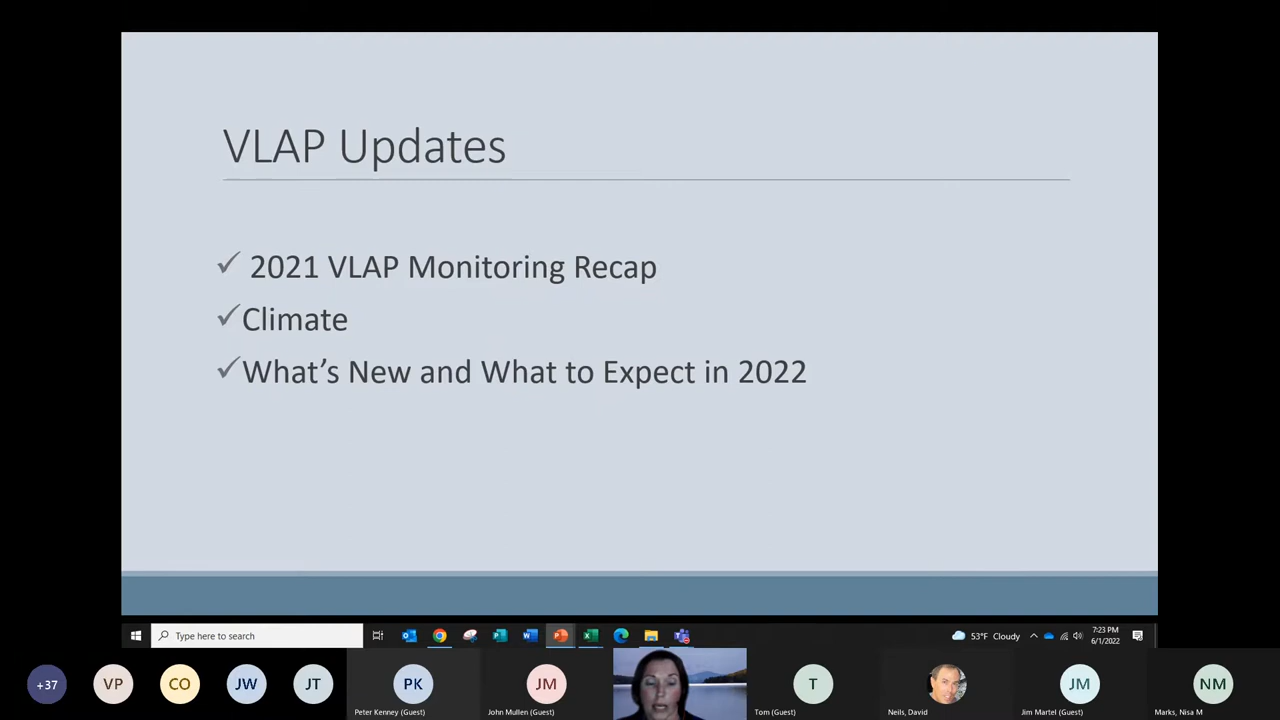 VLAP Updates
✓ 2021 VLAP Monitoring Recap
✓ Climate
✓ What's New and What to Expect in 2022
Type here to search
53°F Cloudy
7:23 PM
6/1/2022
+37
VP
CO
JW
JT
PK
Peter Kenney (Guest)
JM
John Mullen (Guest)
T
Tom (Guest)
Neils, David
JM
Jim Martel (Guest)
NM
Marks, Nisa M